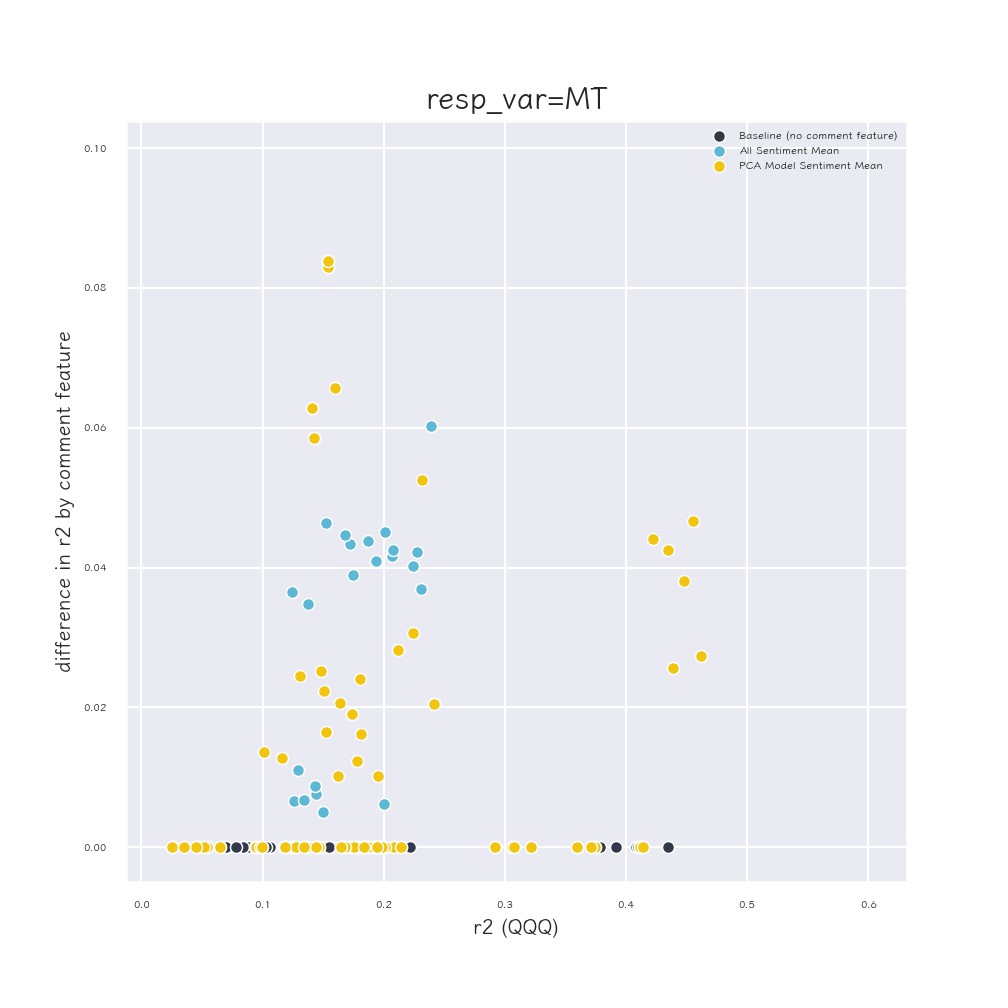 resp_var=MT
Baseline (no comment feature)
All Sentiment Mean
PCA Model Sentiment Mean
0.10
0.08
0.06
0.04
0.02
0.00
difference in r2 by comment feature
0.0 0.1 0.2 0.3 0.4 0.5 0.6
r2 (QQQ)